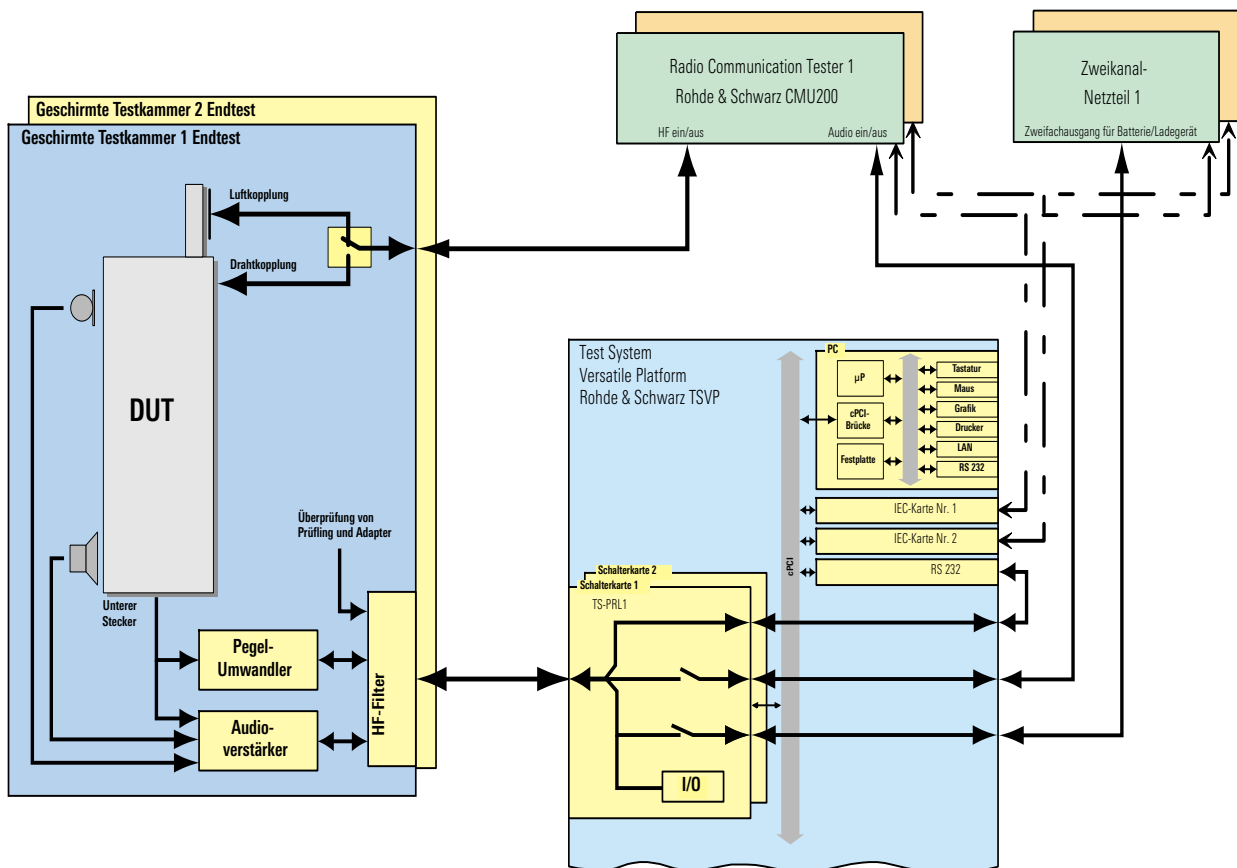 Geschirmte Testkammer 2 Endtest
Geschirmte Testkammer 1 Endtest
Luftkopplung
Drahtkopplung
DUT
Überprüfung von
Prüfling und Adapter
Unterer
Stecker
Pegel-
Umwandler
Audio-
verstärker
HF-Filter
Radio Communication Tester 1
Rohde & Schwarz CMU200
HF ein/aus
Audio ein/aus
Zweikanal-
Netzteil 1
Zweifachausgang für Batterie/Ladegerät
Test System
Versatile Platform
Rohde & Schwarz TSVP
PC
µP
cPCI-
Brücke
Festplatte
Tastatur
Maus
Grafik
Drucker
LAN
RS 232
IEC-Karte Nr. 1
IEC-Karte Nr. 2
RS 232
cPCI
Schalterkarte 2
Schalterkarte 1
TS-PRL1
I/O